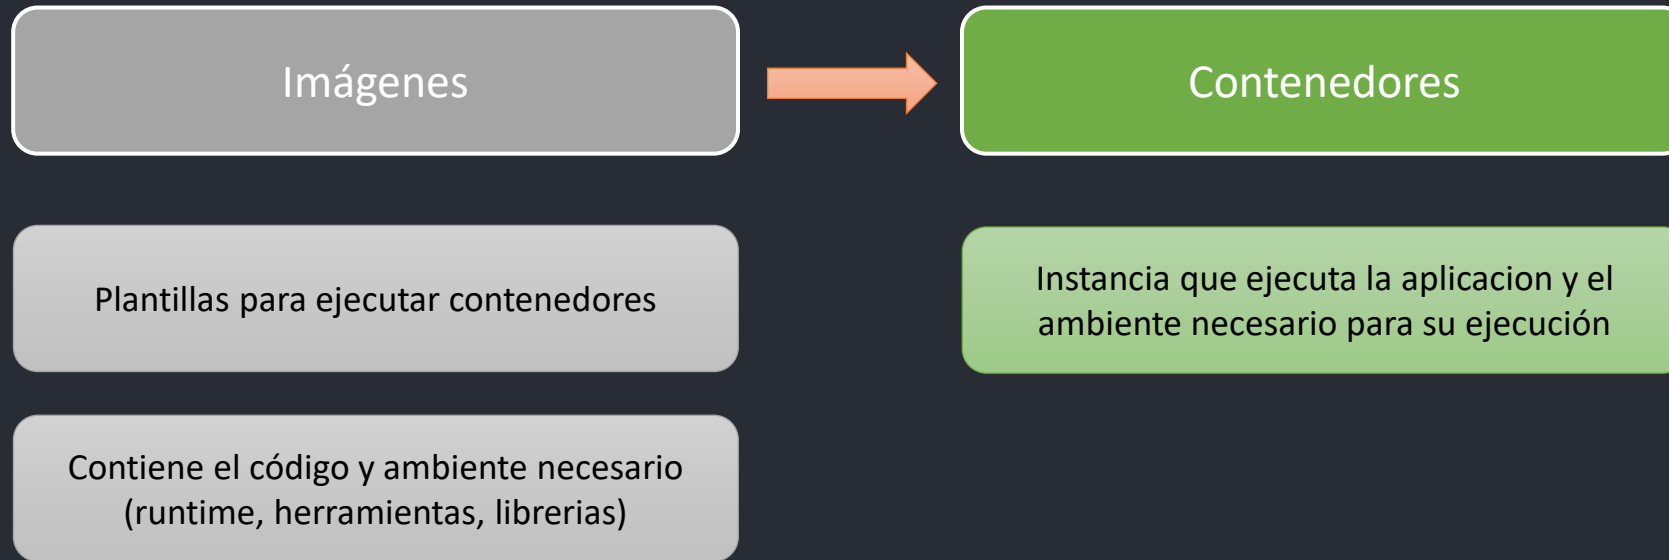 Imágenes
Contenedores
Plantillas para ejecutar contenedores
Instancia que ejecuta la aplicacion y el
ambiente necesario para su ejecución
Contiene el código y ambiente necesario
(runtime, herramientas, librerias)